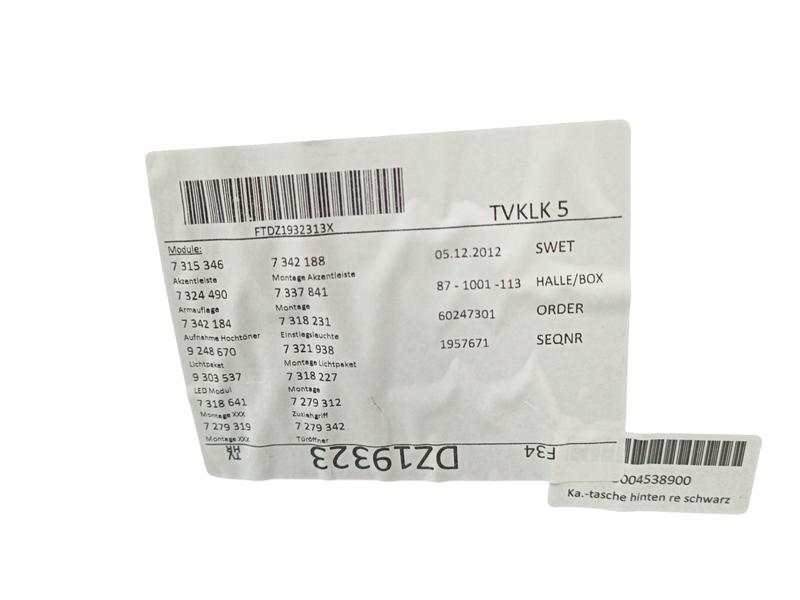 FTDZ1932313X
TVKLK 5
Module:
7 315 346 7 342 188
Akzentleiste Montage Akzentleiste
7 324 490 7 337 841
Armauflage Montage
7 342 184 7 318 231
Aufnahme Hochtöner Einstiegsleuchte
9 248 670 7 321 938
Lichtpaket Montage Lichtpaket
9 303 537 7 318 227
LED Modul Montage
7 318 641 7 279 312
Montage XXX Zuziehgriff
7 279 319 7 279 342
Montage XXX Türöffner
05.12.2012 SWET
87 - 1001 -113 HALLE/BOX
60247301 ORDER
1957671 SEQNR
TK
HR
DZ19323
F34
004538900
Ka.-tasche hinten re schwarz